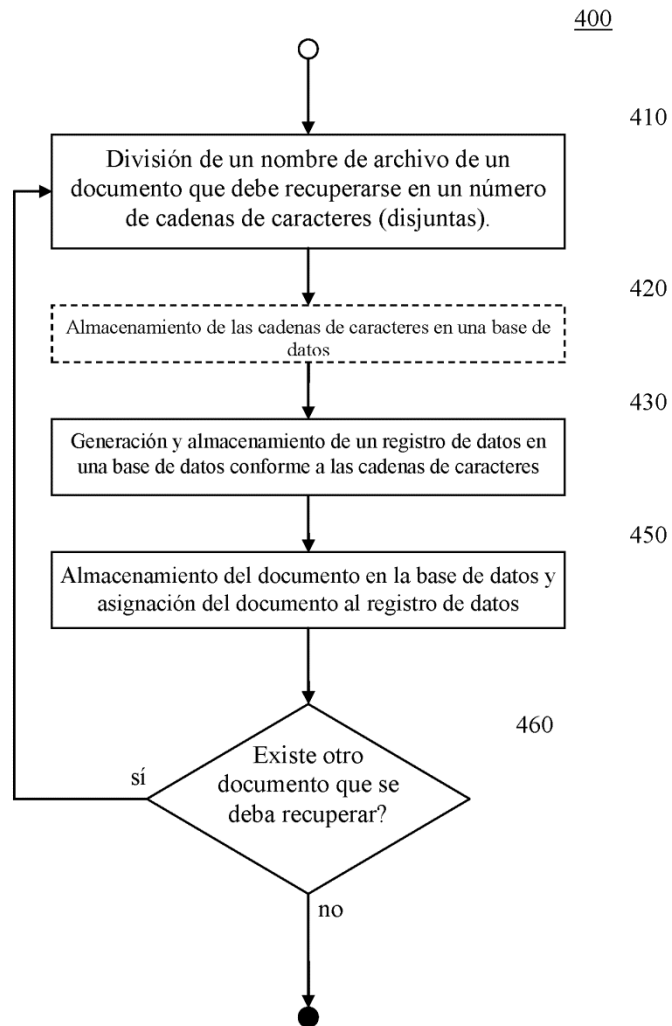 400
410
División de un nombre de archivo de un
documento que debe recuperarse en un número
de cadenas de caracteres (disjuntas).
420
Almacenamiento de las cadenas de caracteres en una base de
datos
430
Generación y almacenamiento de un registro de datos en
una base de datos conforme a las cadenas de caracteres
450
Almacenamiento del documento en la base de datos y
asignación del documento al registro de datos
460
Existe otro
documento que se
deba recuperar?
sí
no